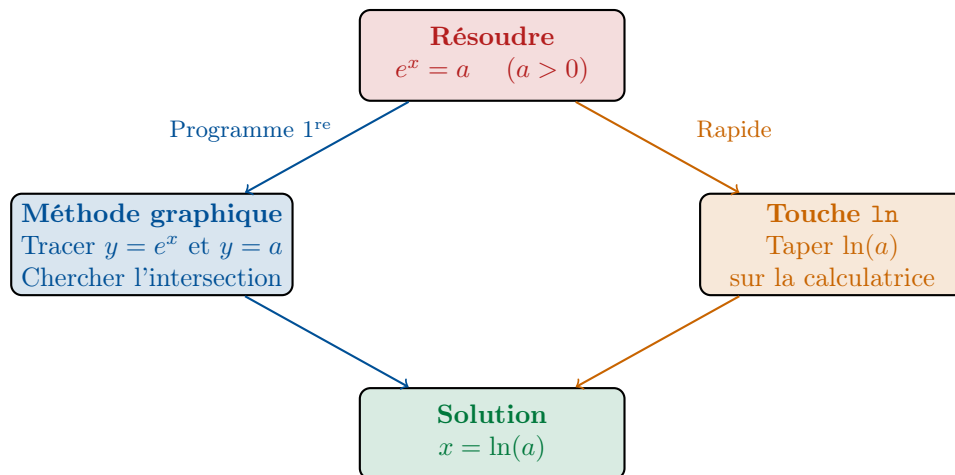 Résoudre
e^x = a (a > 0)
Programme 1^re
Rapide
Méthode graphique
Tracer y = e^x et y = a
Chercher l'intersection
Touche ln
Taper ln(a)
sur la calculatrice
Solution
x = ln(a)